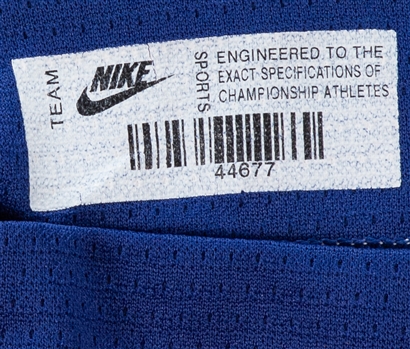 TEAM
NIKE
SPORTS
ENGINEERED TO THE
EXACT SPECIFICATIONS OF
CHAMPIONSHIP ATHLETES
44677